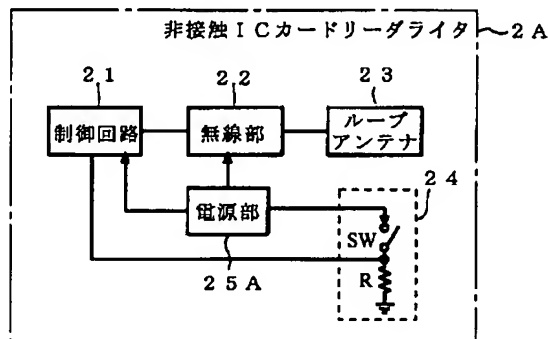 非接触ICカードリーダライタ
2A
21
22
23
制御回路
無線部
ループ
アンテナ
24
電源部
SW
25A
R